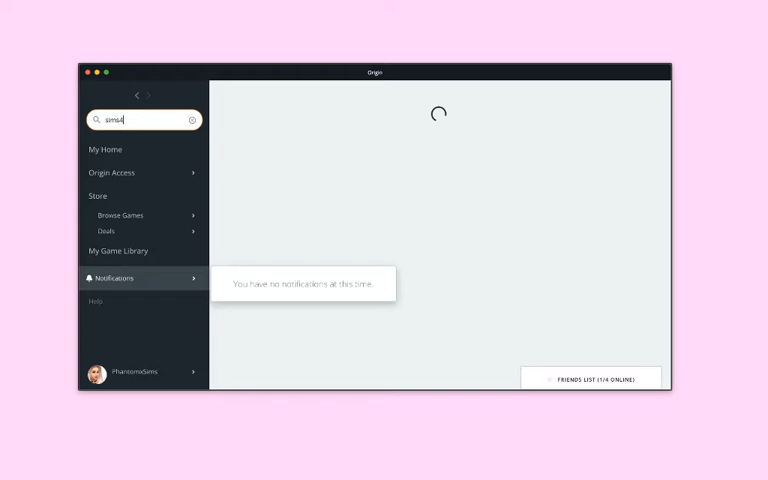 Origin
sims4
My Home
Origin Access
Store
Browse Games
Deals
My Game Library
Notifications
You have no notifications at this time.
Help
PhantomxSims
FRIENDS LIST (1/4 ONLINE)